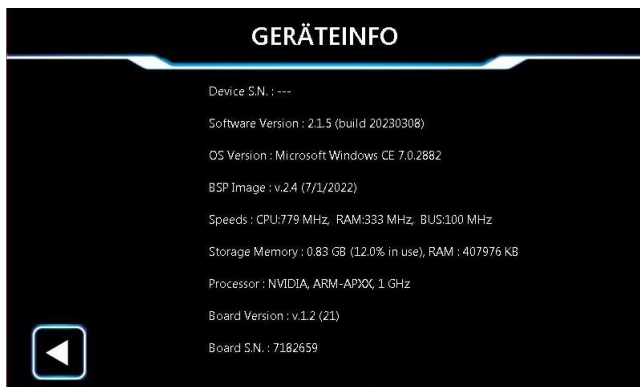 GERÄTEINFO
Device S.N. : ---
Software Version : 2.1.5 (build 20230308)
OS Version : Microsoft Windows CE 7.0.2882
BSP Image : v.2.4 (7/1/2022)
Speeds : CPU:779 MHz, RAM:333 MHz, BUS:100 MHz
Storage Memory : 0.83 GB (12.0% in use), RAM : 407976 KB
Processor : NVIDIA, ARM-APXX, 1 GHz
Board Version : v.1.2 (21)
Board S.N. : 7182659